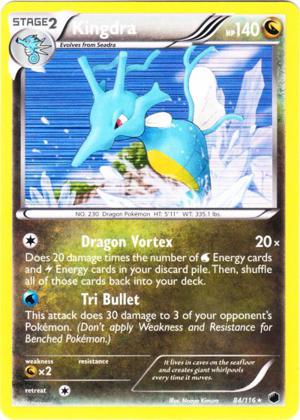 STAGE2 Kingdra HP140
Evolves from Seadra
NO. 230 Dragon Pokémon HT: 5'11" WT: 335.1 lbs.
Dragon Vortex 20×
Does 20 damage times the number of Energy cards
and Energy cards in your discard pile. Then, shuffle
all of those cards back into your deck.
Tri Bullet
This attack does 30 damage to 3 of your opponent's
Pokémon. (Don't apply Weakness and Resistance for
Benched Pokémon.)
weakness resistance
×2
retreat
It lives in caves on the seafloor
and creates giant whirlpools
every time it moves.
Illus. Naoyo Kimura 84/116